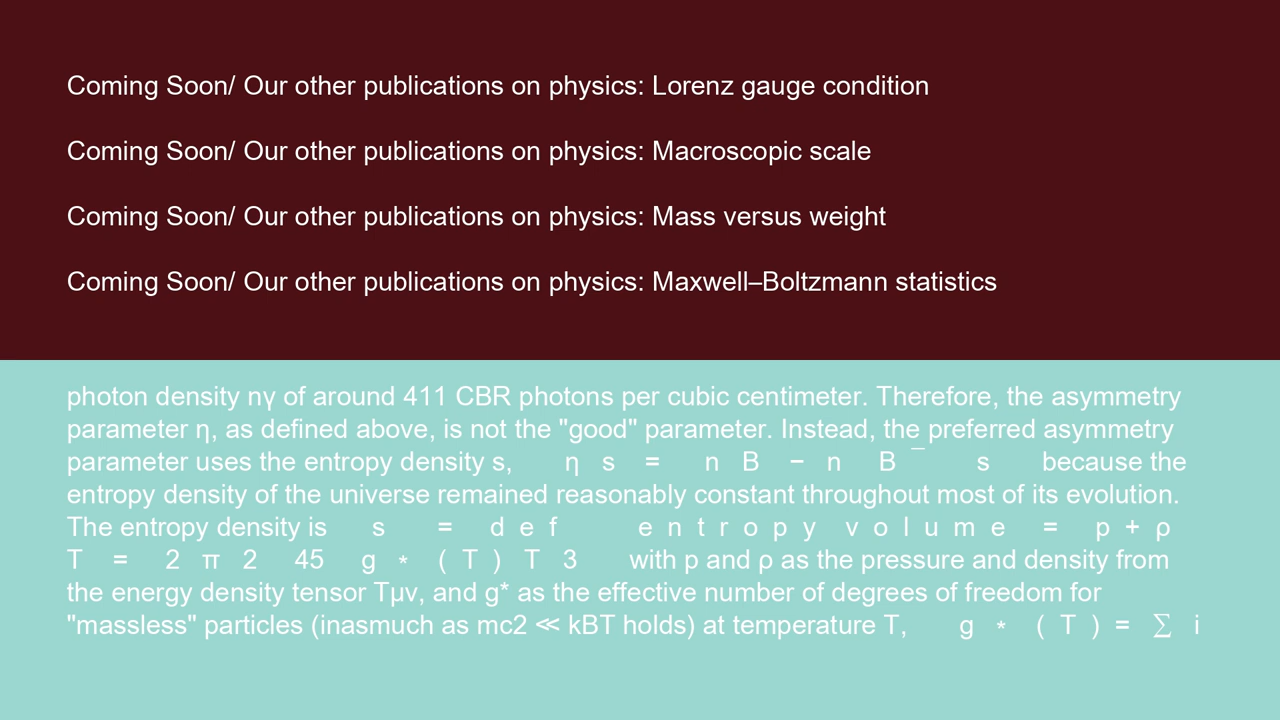 Coming Soon/ Our other publications on physics: Lorenz gauge condition
Coming Soon/ Our other publications on physics: Macroscopic scale
Coming Soon/ Our other publications on physics: Mass versus weight
Coming Soon/ Our other publications on physics: Maxwell–Boltzmann statistics
photon density nγ of around 411 CBR photons per cubic centimeter. Therefore, the asymmetry
parameter η, as defined above, is not the "good" parameter. Instead, the preferred asymmetry
parameter uses the entropy density s, η s = n B − n B ¯ s because the
entropy density of the universe remained reasonably constant throughout most of its evolution.
The entropy density is s = d e f e n t r o p y v o l u m e = p + ρ
T = 2 π 2 45 g * ( T ) T 3 with p and ρ as the pressure and density from
the energy density tensor Tμν, and g* as the effective number of degrees of freedom for
"massless" particles (inasmuch as mc2 ≪ kBT holds) at temperature T, g * ( T ) = ∑ i